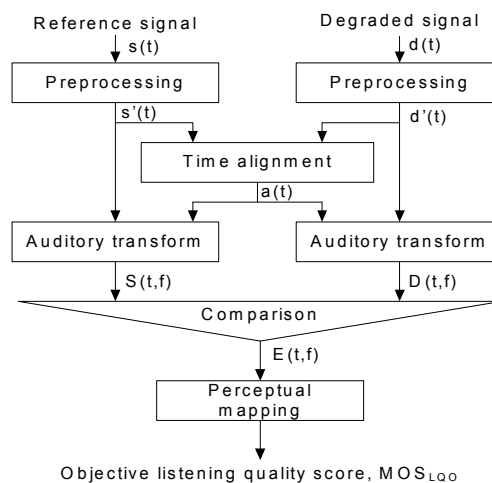 Reference signal
Degraded signal
s(t)
d(t)
Preprocessing
Preprocessing
s'(t)
d'(t)
Time alignment
a(t)
Auditory transform
Auditory transform
S(t,f)
D(t,f)
Comparison
E(t,f)
Perceptual
mapping
Objective listening quality score, MOS_LQO